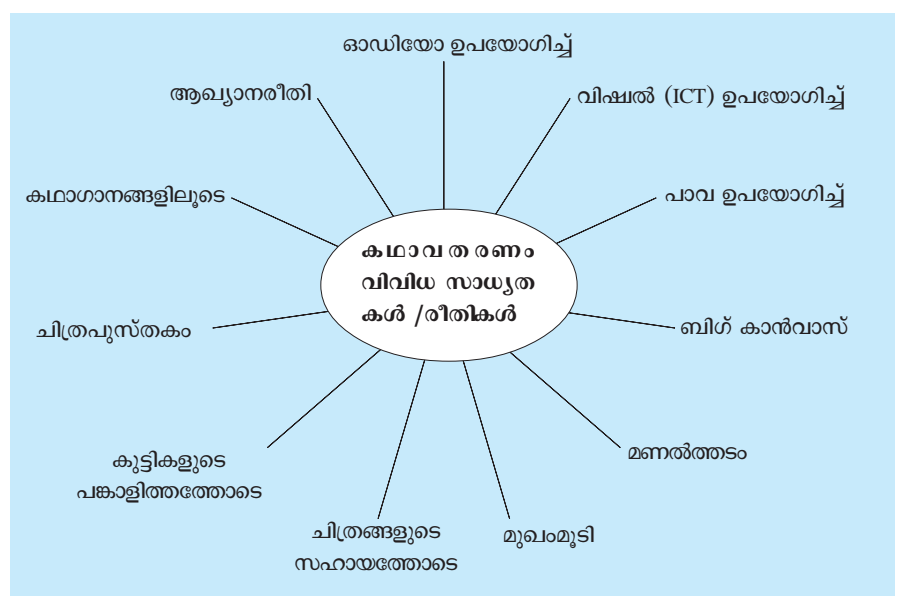 ഓഡിയോ ഉപയോഗിച്ച്
ആഖ്യാനരീതി
വിഷ്വൽ (ICT) ഉപയോഗിച്ച്
കഥാഗാനങ്ങളിലൂടെ
പാവ ഉപയോഗിച്ച്
കഥാവതരണം
വിവിധ സാധ്യത
കൾ /രീതികൾ
ചിത്രപുസ്തകം
ബിഗ് കാൻവാസ്
കുട്ടികളുടെ
പങ്കാളിത്തത്തോടെ
മണൽത്തടം
ചിത്രങ്ങളുടെ
സഹായത്തോടെ
മുഖംമൂടി